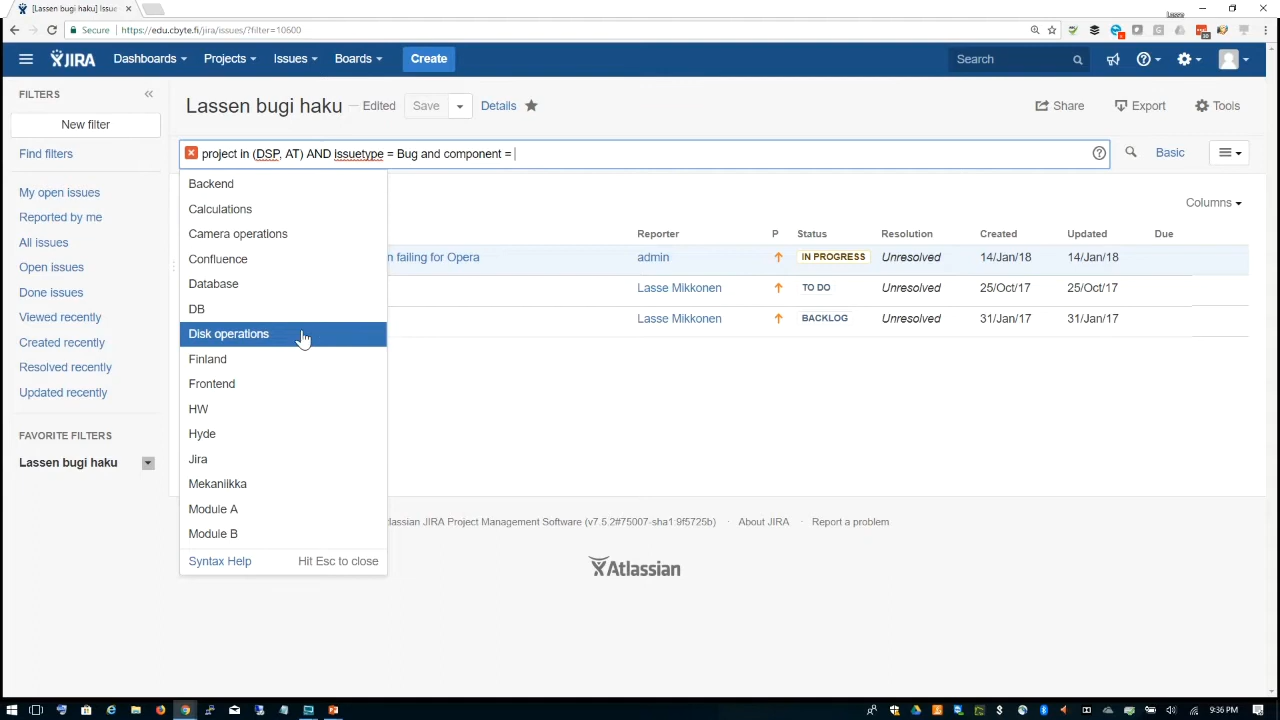 [Lassen bugi haku] Issue
Lassen
Secure
https://edu.cbyte.fi/jira/issues/?filter=10600
JIRA
Dashboards
Projects
Issues
Boards
Create
Search
FILTERS
New filter
Find filters
My open issues
Reported by me
All issues
Open issues
Done issues
Viewed recently
Created recently
Resolved recently
Updated recently
FAVORITE FILTERS
Lassen bugi haku
Lassen bugi haku — Edited Save Details
Share Export Tools
project in (DSP, AT) AND issuetype = Bug and component =
Basic
Backend
Calculations
Camera operations
Confluence
Database
DB
Disk operations
Finland
Frontend
HW
Hyde
Jira
Mekaniikka
Module A
Module B
Syntax Help Hit Esc to close
Columns
Reporter P Status Resolution Created Updated Due
n failing for Opera admin IN PROGRESS Unresolved 14/Jan/18 14/Jan/18
Lasse Mikkonen TO DO Unresolved 25/Oct/17 25/Oct/17
Lasse Mikkonen BACKLOG Unresolved 31/Jan/17 31/Jan/17
tlassian JIRA Project Management Software (v7.5.2#75007-sha1:9f5725b) · About JIRA · Report a problem
Atlassian
9:36 PM